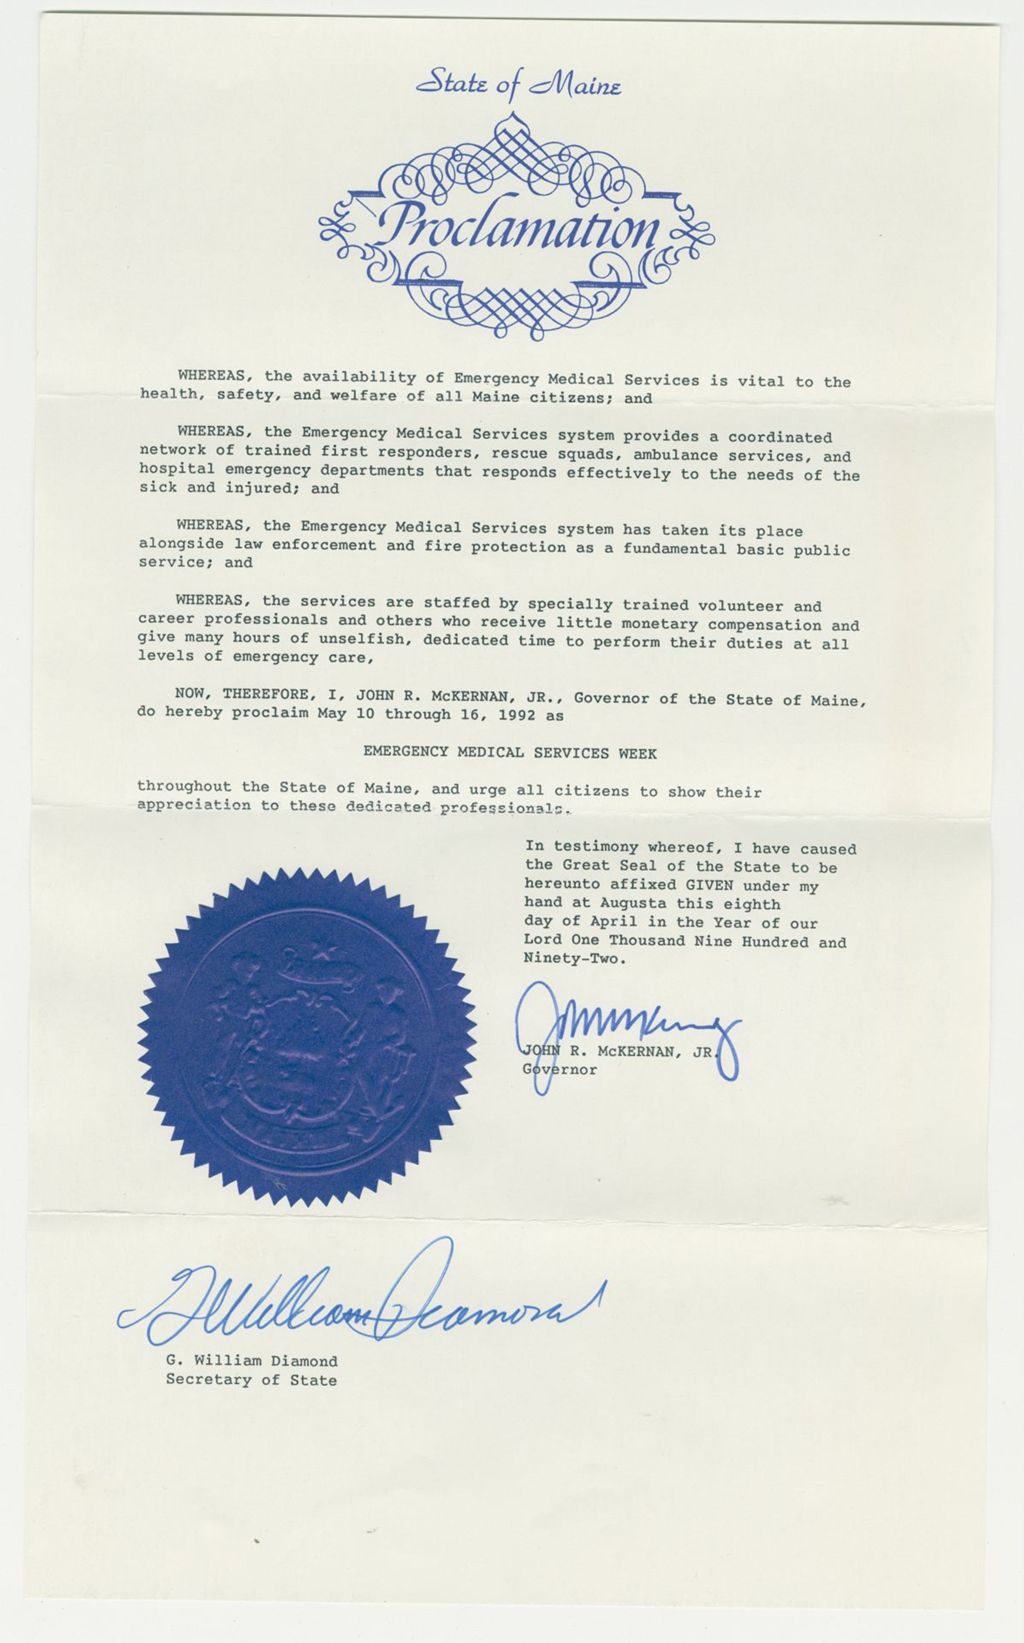 State of Maine
Proclamation
WHEREAS, the availability of Emergency Medical Services is vital to the
health, safety, and welfare of all Maine citizens; and
WHEREAS, the Emergency Medical Services system provides a coordinated
network of trained first responders, rescue squads, ambulance services, and
hospital emergency departments that responds effectively to the needs of the
sick and injured; and
WHEREAS, the Emergency Medical Services system has taken its place
alongside law enforcement and fire protection as a fundamental basic public
service; and
WHEREAS, the services are staffed by specially trained volunteer and
career professionals and others who receive little monetary compensation and
give many hours of unselfish, dedicated time to perform their duties at all
levels of emergency care,
NOW, THEREFORE, I, JOHN R. McKERNAN, JR., Governor of the State of Maine,
do hereby proclaim May 10 through 16, 1992 as
EMERGENCY MEDICAL SERVICES WEEK
throughout the State of Maine, and urge all citizens to show their
appreciation to these dedicated professionals.
In testimony whereof, I have caused
the Great Seal of the State to be
hereunto affixed GIVEN under my
hand at Augusta this eighth
day of April in the Year of our
Lord One Thousand Nine Hundred and
Ninety-Two.
JOHN R. McKERNAN, JR.
Governor
G William Diamond
G. William Diamond
Secretary of State